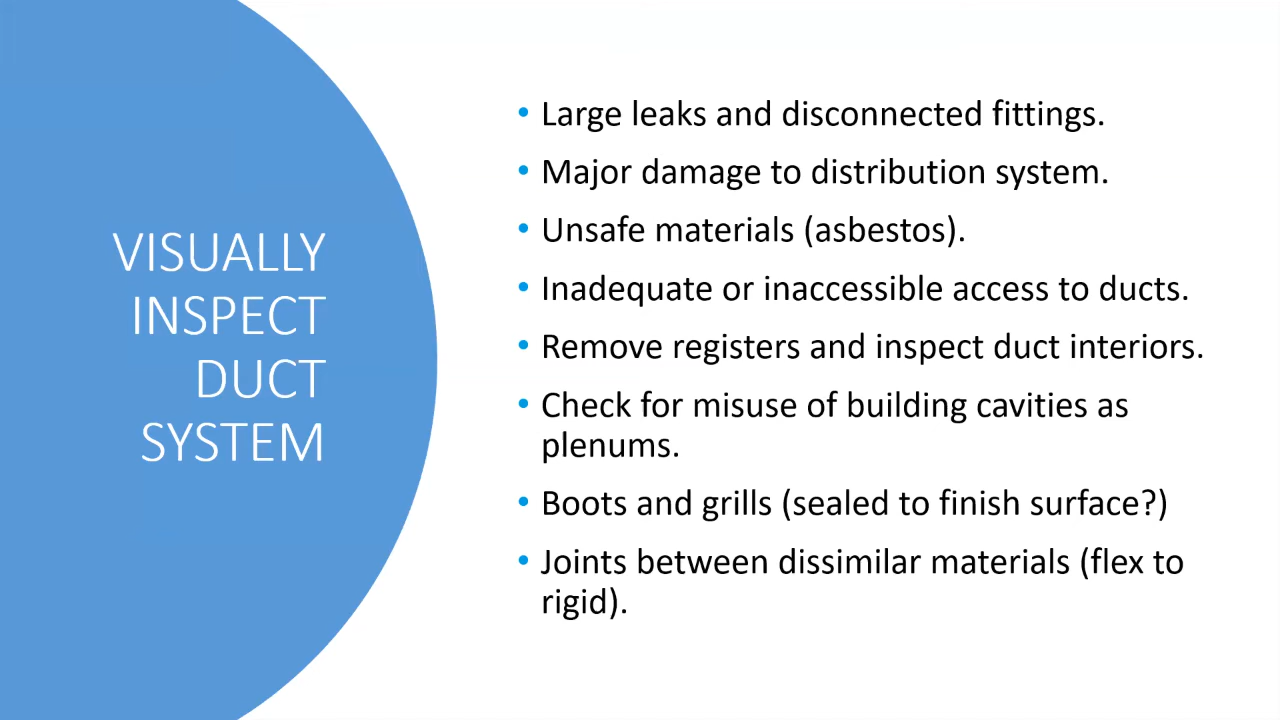 VISUALLY
INSPECT
DUCT
SYSTEM
• Large leaks and disconnected fittings.
• Major damage to distribution system.
• Unsafe materials (asbestos).
• Inadequate or inaccessible access to ducts.
• Remove registers and inspect duct interiors.
• Check for misuse of building cavities as
plenums.
• Boots and grills (sealed to finish surface?)
• Joints between dissimilar materials (flex to
rigid).